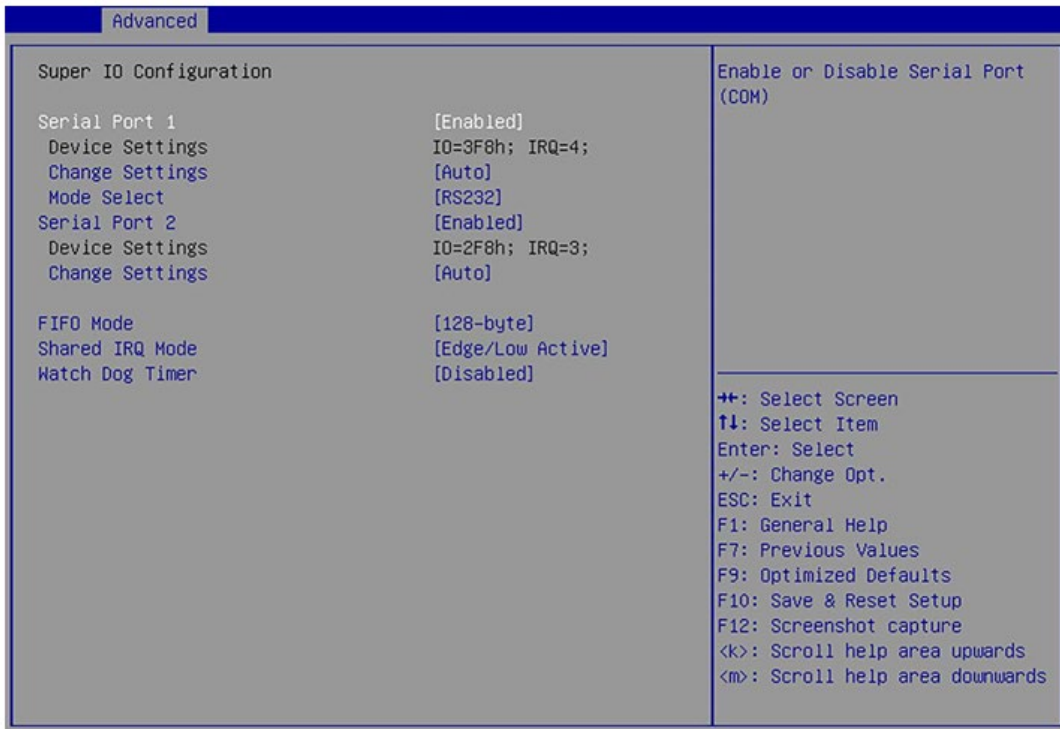 Advanced
Super IO Configuration
Serial Port 1 [Enabled]
Device Settings IO=3F8h; IRQ=4;
Change Settings [Auto]
Mode Select [RS232]
Serial Port 2 [Enabled]
Device Settings IO=2F8h; IRQ=3;
Change Settings [Auto]
FIFO Mode [128-byte]
Shared IRQ Mode [Edge/Low Active]
Watch Dog Timer [Disabled]
Enable or Disable Serial Port
(COM)
→←: Select Screen
↑↓: Select Item
Enter: Select
+/-: Change Opt.
ESC: Exit
F1: General Help
F7: Previous Values
F9: Optimized Defaults
F10: Save & Reset Setup
F12: Screenshot capture
<k>: Scroll help area upwards
<m>: Scroll help area downwards